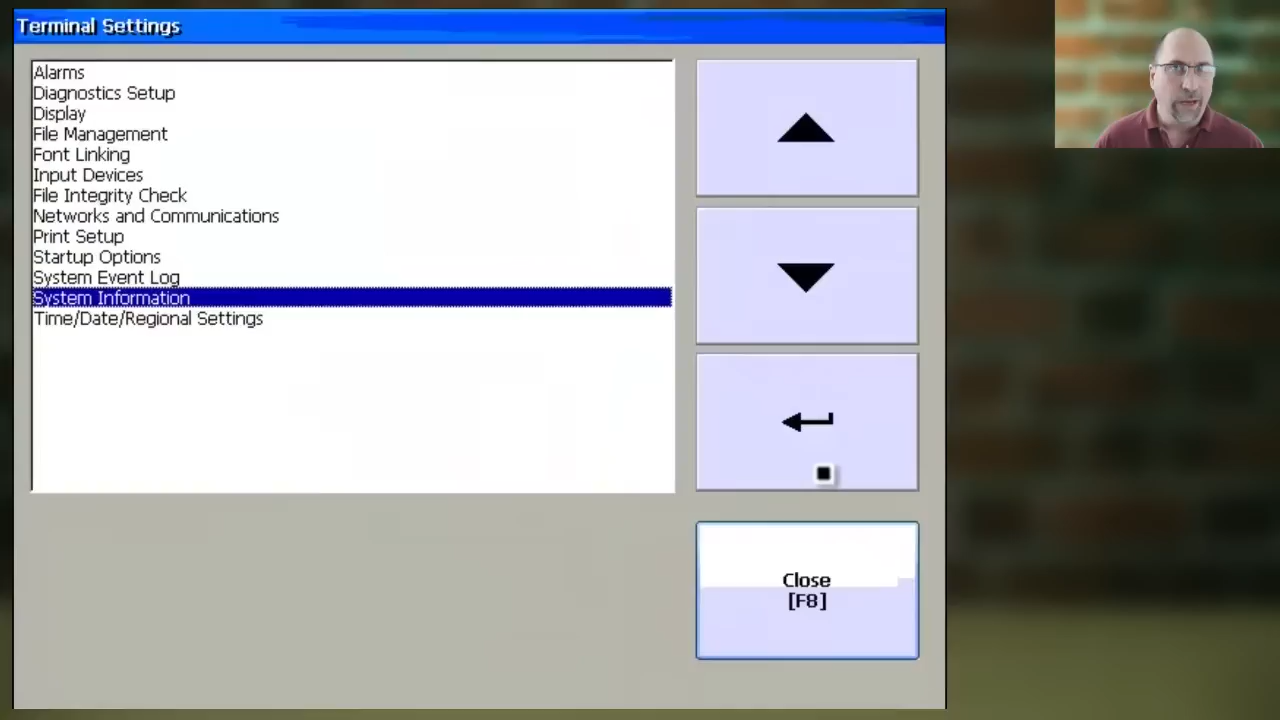 Terminal Settings
Alarms
Diagnostics Setup
Display
File Management
Font Linking
Input Devices
File Integrity Check
Networks and Communications
Print Setup
Startup Options
System Event Log
System Information
Time/Date/Regional Settings
Close
[F8]